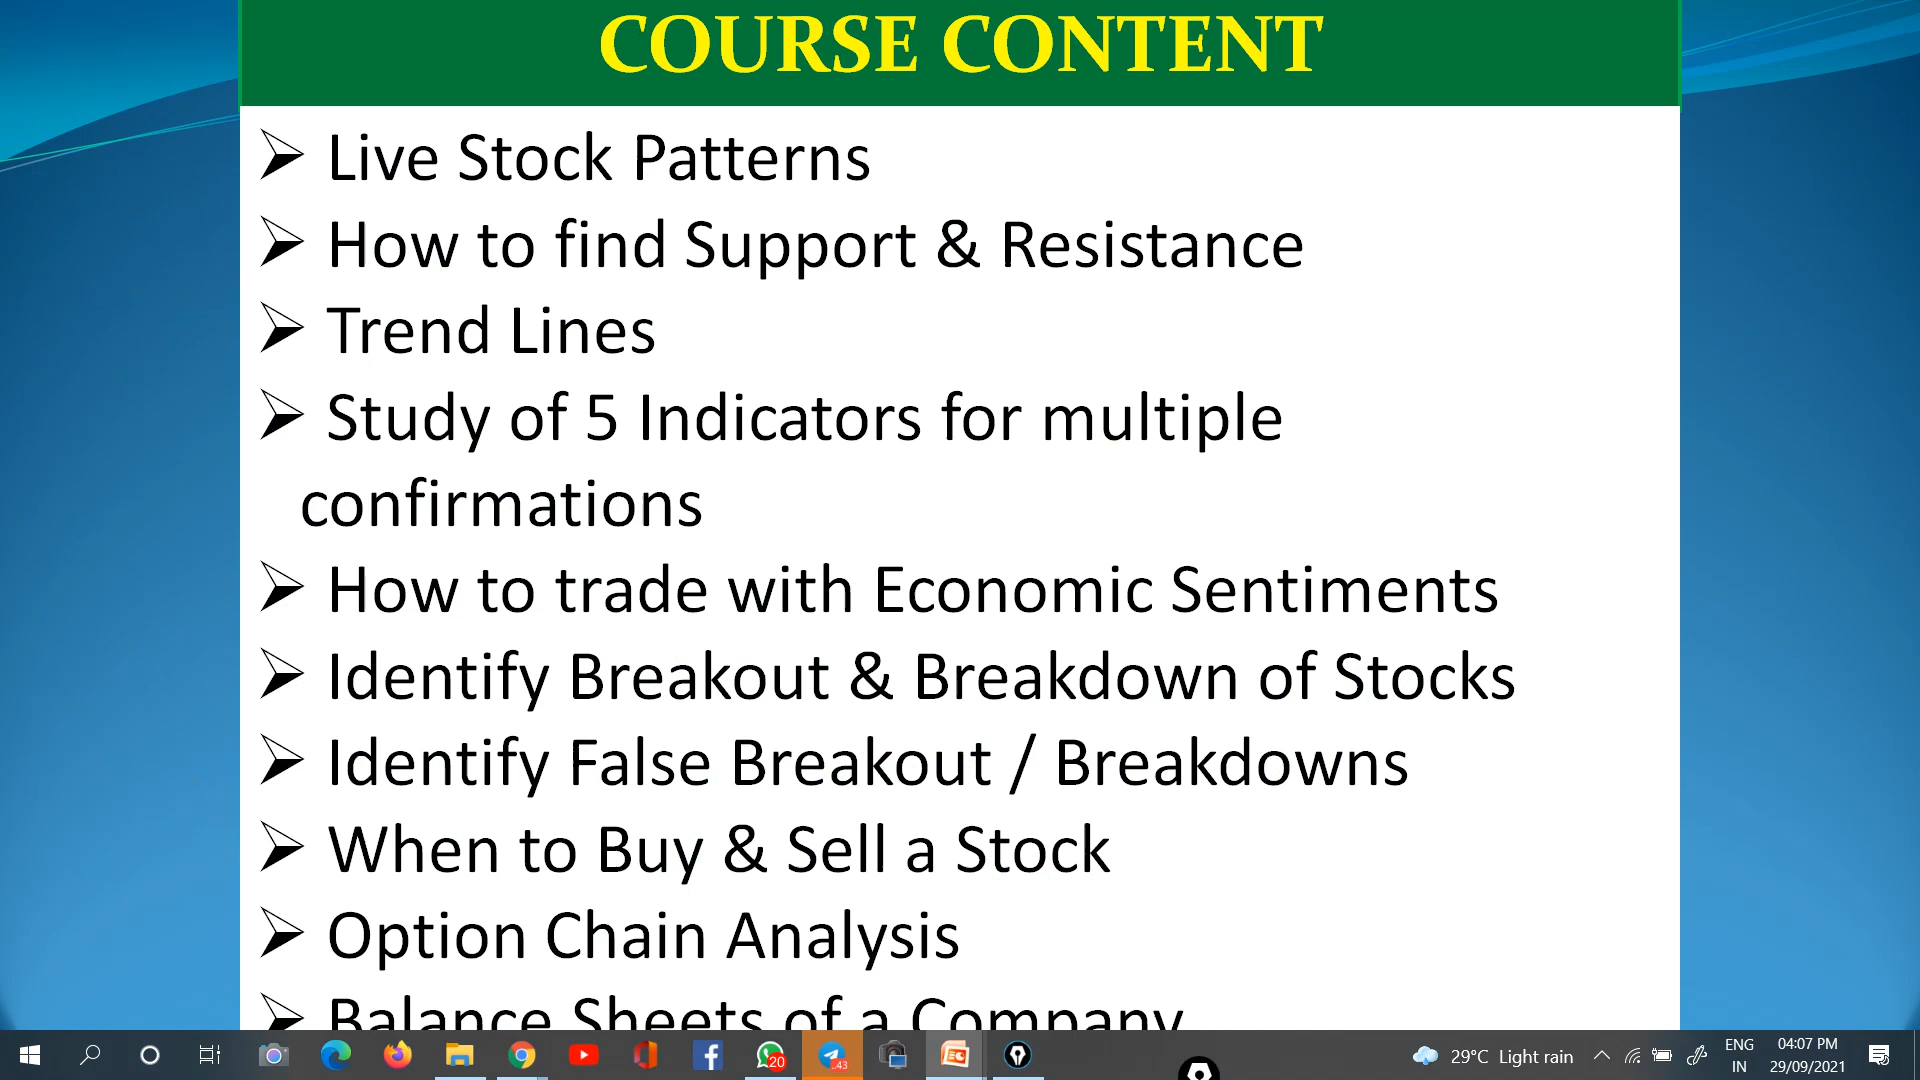 COURSE CONTENT
➢ Live Stock Patterns
➢ How to find Support & Resistance
➢ Trend Lines
➢ Study of 5 Indicators for multiple
confirmations
➢ How to trade with Economic Sentiments
➢ Identify Breakout & Breakdown of Stocks
➢ Identify False Breakout / Breakdowns
➢ When to Buy & Sell a Stock
➢ Option Chain Analysis
➢ Balance Sheets of a Company
20
.43
29°C Light rain
ENG
IN
04:07 PM
29/09/2021